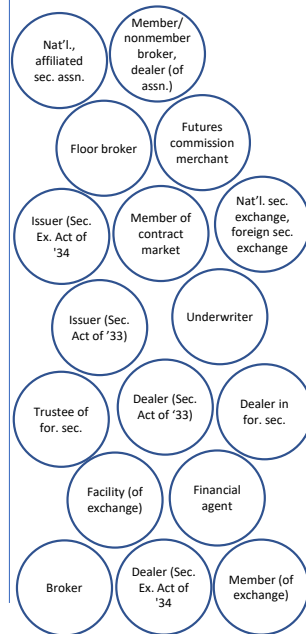 Nat'l.,
affiliated
sec. assn.
Member/
nonmember
broker,
dealer (of
assn.)
Floor broker
Futures
commission
merchant
Issuer (Sec.
Ex. Act of
'34
Member of
contract
market
Nat'l. sec.
exchange,
foreign sec.
exchange
Issuer (Sec.
Act of '33)
Underwriter
Trustee of
for. sec.
Dealer (Sec.
Act of '33)
Dealer in
for. sec.
Facility (of
exchange)
Financial
agent
Broker
Dealer (Sec.
Ex. Act of
'34
Member (of
exchange)